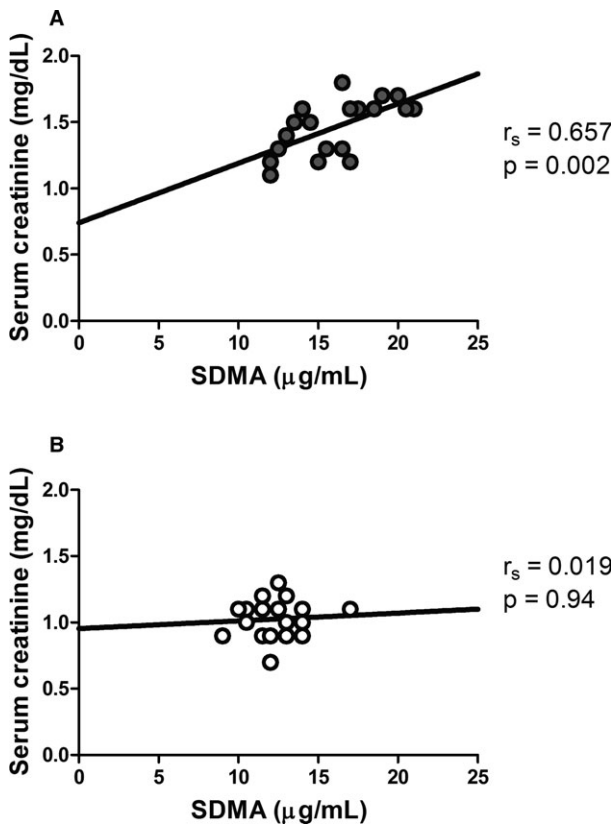 A
Serum creatinine (mg/dL)
2.0
1.5
1.0
0.5
0.0
0 5 10 15 20 25
SDMA (μg/mL)
rs = 0.657
p = 0.002
B
Serum creatinine (mg/dL)
2.0
1.5
1.0
0.5
0.0
0 5 10 15 20 25
SDMA (μg/mL)
rs = 0.019
p = 0.94